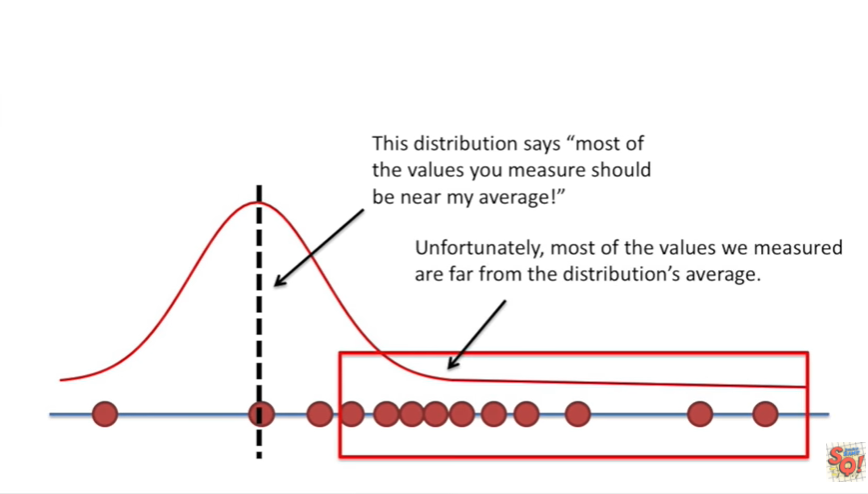 This distribution says “most of
the values you measure should
be near my average!”
Unfortunately, most of the values we measured
are far from the distribution’s average.
SQ!